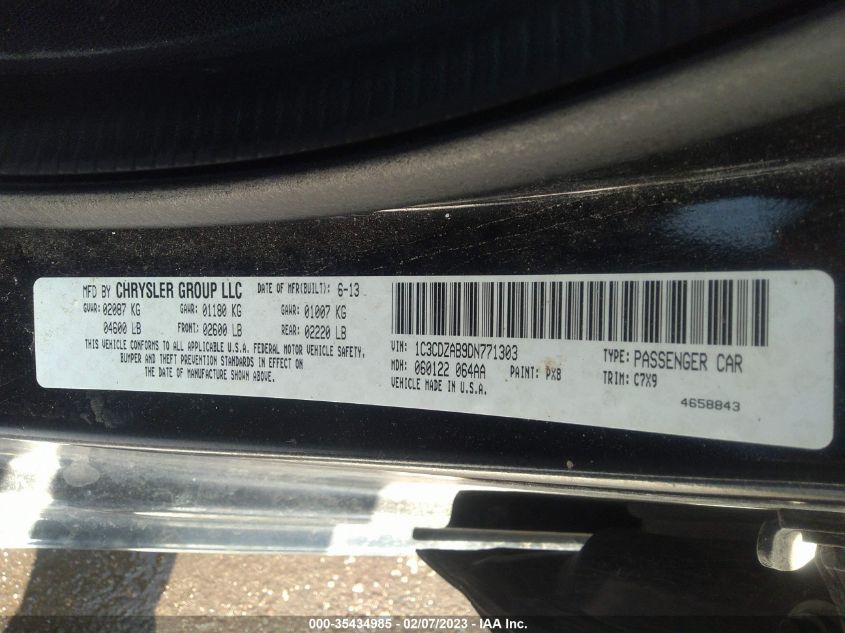 MFD BY CHRYSLER GROUP LLC DATE OF MFR(BUILT): 6-13
GVWR: 02087 KG GAWR: 01180 KG GAWR: 01007 KG
04600 LB FRONT: 02600 LB REAR: 02220 LB
THIS VEHICLE CONFORMS TO ALL APPLICABLE U.S.A. FEDERAL MOTOR VEHICLE SAFETY,
BUMPER AND THEFT PREVENTION STANDARDS IN EFFECT ON
THE DATE OF MANUFACTURE SHOWN ABOVE.
VIN: 1C3CDZAB9DN771303 TYPE: PASSENGER CAR
MDH: 060122 064AA PAINT: PX8 TRIM: C7X9
VEHICLE MADE IN U.S.A.
4658843
000-35434985 - 02/07/2023 - IAA Inc.